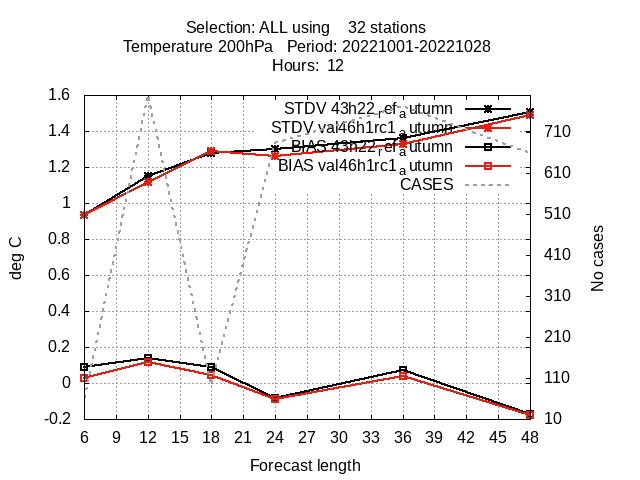 Selection: ALL using    32 stations
Temperature 200hPa   Period: 20221001-20221028
Hours:  12
1.6
1.4
1.2
1
0.8
0.6
0.4
0.2
0
-0.2
deg C
STDV 43h22_ref_autumn
STDV val46h1rc1_autumn
BIAS 43h22_ref_autumn
BIAS val46h1rc1_autumn
CASES
710
610
510
410
310
210
110
10
No cases
6 9 12 15 18 21 24 27 30 33 36 39 42 45 48
Forecast length